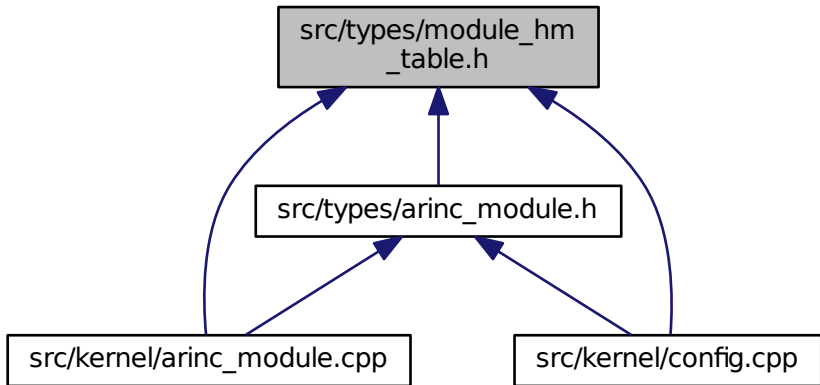 src/types/module_hm
_table.h
src/types/arinc_module.h
src/kernel/arinc_module.cpp
src/kernel/config.cpp